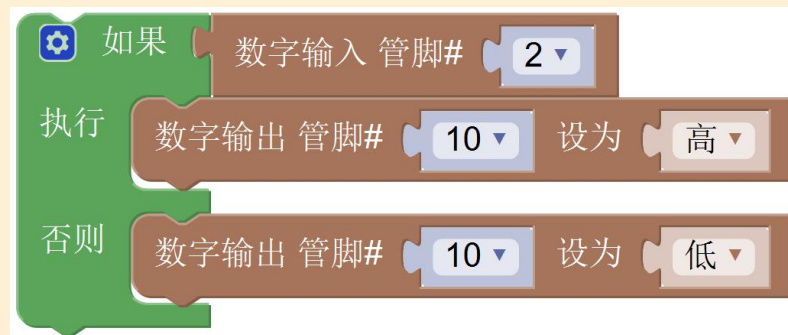 如果 数字输入 管脚# 2
执行 数字输出 管脚# 10 设为 高
否则 数字输出 管脚# 10 设为 低